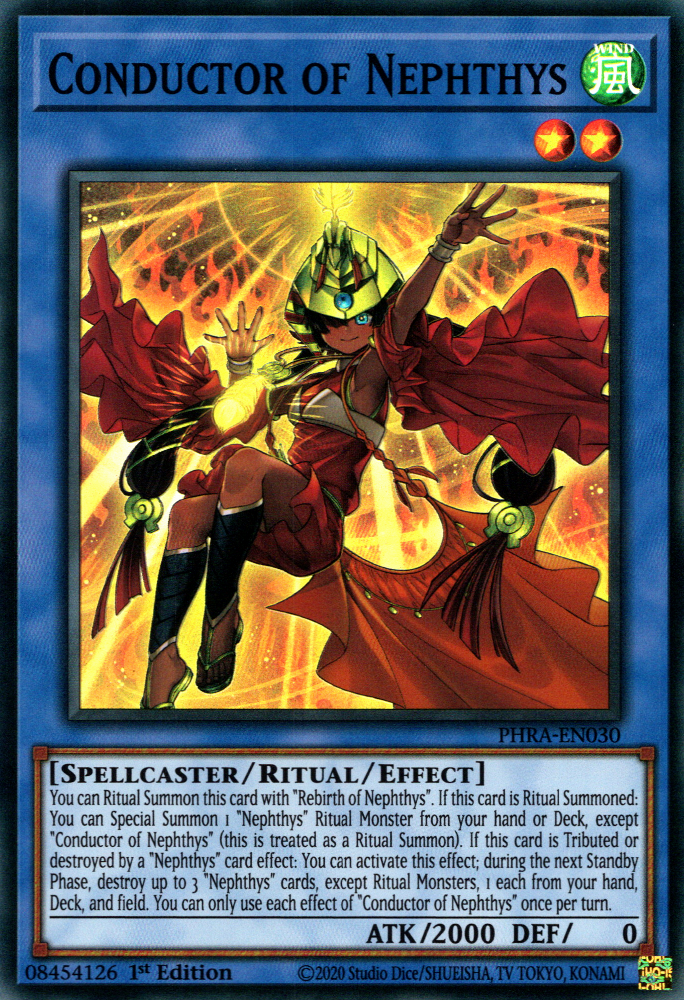 CONDUCTOR OF NEPHTHYS
WIND
風
PHRA-EN030
[SPELLCASTER/RITUAL/EFFECT]
You can Ritual Summon this card with "Rebirth of Nephthys". If this card is Ritual Summoned:
You can Special Summon 1 "Nephthys" Ritual Monster from your hand or Deck, except
"Conductor of Nephthys" (this is treated as a Ritual Summon). If this card is Tributed or
destroyed by a "Nephthys" card effect: You can activate this effect; during the next Standby
Phase, destroy up to 3 "Nephthys" cards, except Ritual Monsters, 1 each from your hand,
Deck, and field. You can only use each effect of "Conductor of Nephthys" once per turn.
ATK/2000 DEF/ 0
08454126 1st Edition ©2020 Studio Dice/SHUEISHA, TV TOKYO, KONAMI